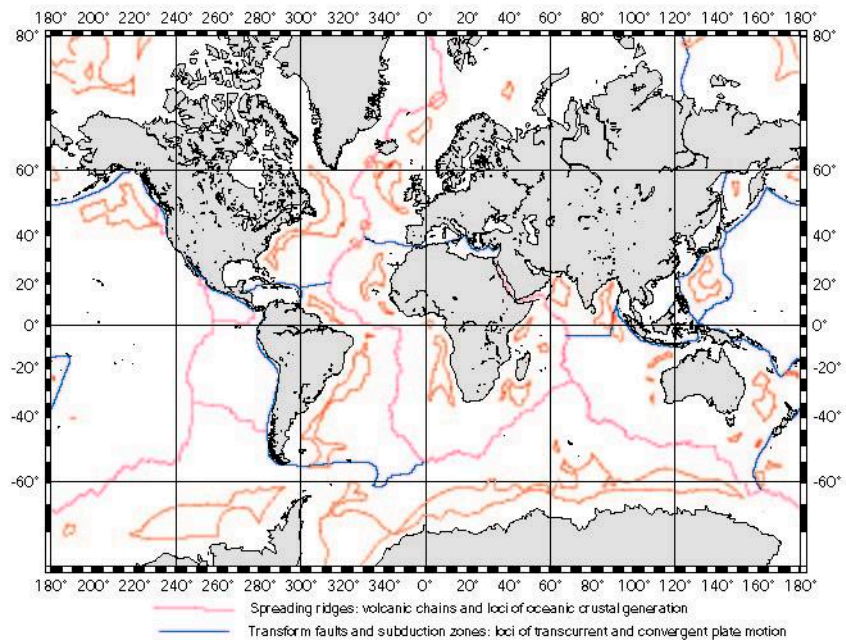 180° 200° 220° 240° 260° 280° 300° 320° 340° 0° 20° 40° 60° 80° 100° 120° 140° 160° 180°
80° 80°
60° 60°
40° 40°
20° 20°
0° 0°
-20° -20°
-40° -40°
-60° -60°
180° 200° 220° 240° 260° 280° 300° 320° 340° 0° 20° 40° 60° 80° 100° 120° 140° 160° 180°
Spreading ridges: volcanic chains and loci of oceanic crustal generation
Transform faults and subduction zones: loci of transcurrent and convergent plate motion